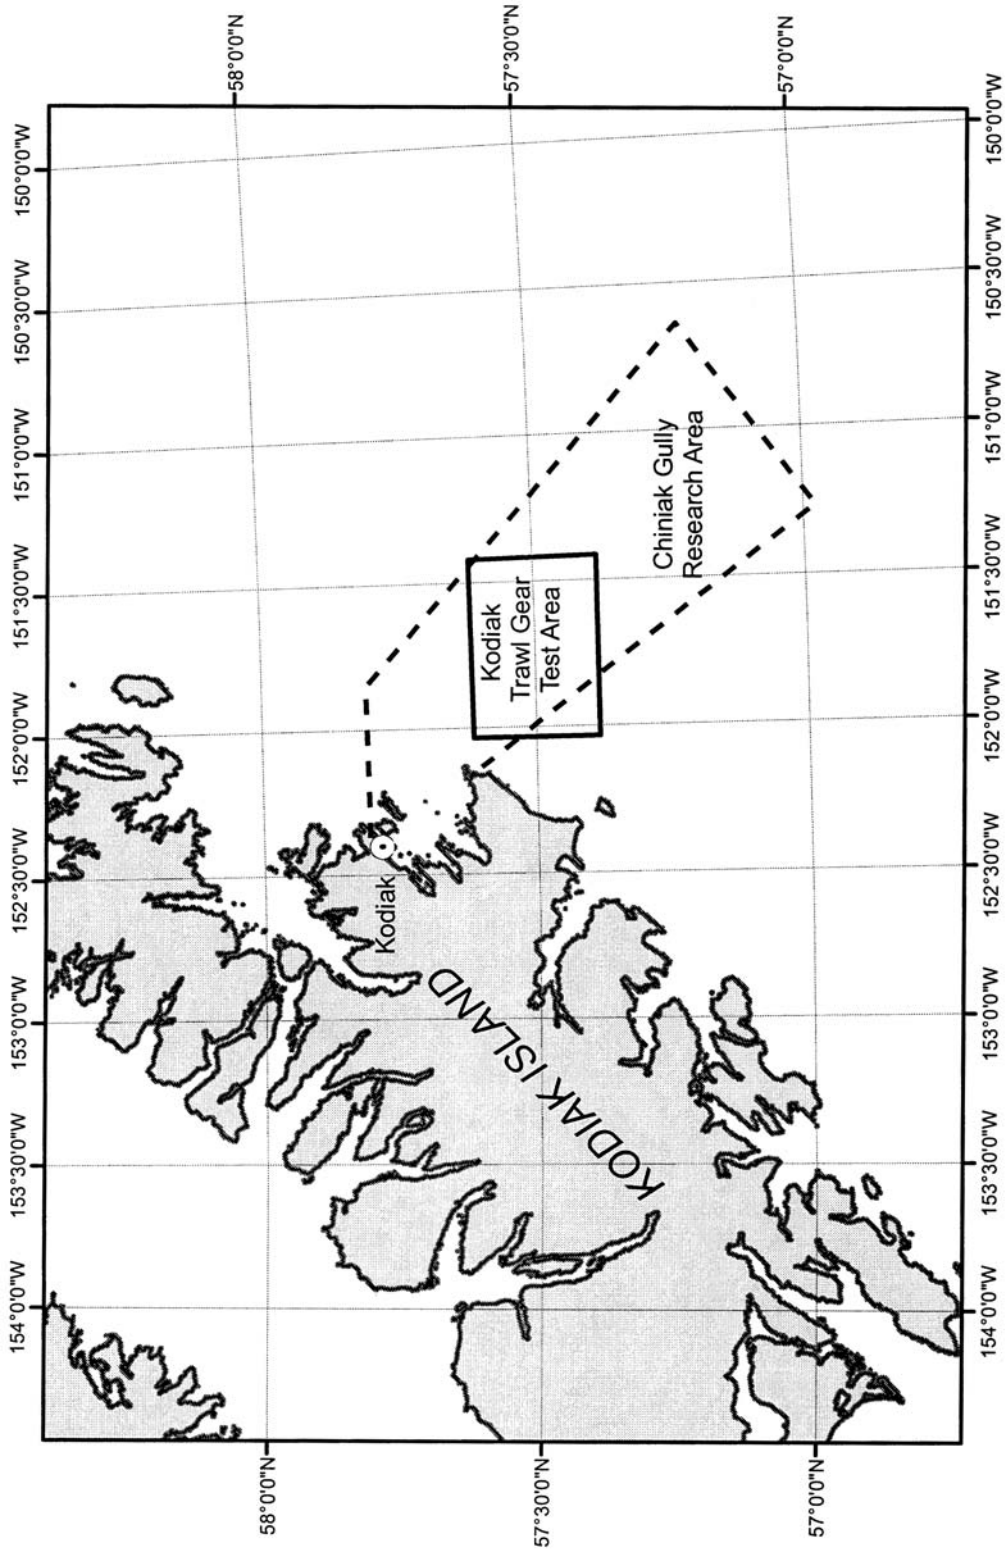 154°0'0"W
153°30'0"W
153°0'0"W
152°30'0"W
152°0'0"W
151°30'0"W
151°0'0"W
150°30'0"W
150°0'0"W
58°0'0"N
58°0'0"N
57°30'0"N
57°30'0"N
57°0'0"N
57°0'0"N
Kodiak
KODIAK ISLAND
Kodiak
Trawl Gear
Test Area
Chiniak Gully
Research Area
154°0'0"W
153°30'0"W
153°0'0"W
152°30'0"W
152°0'0"W
151°30'0"W
151°0'0"W
150°30'0"W
150°0'0"W